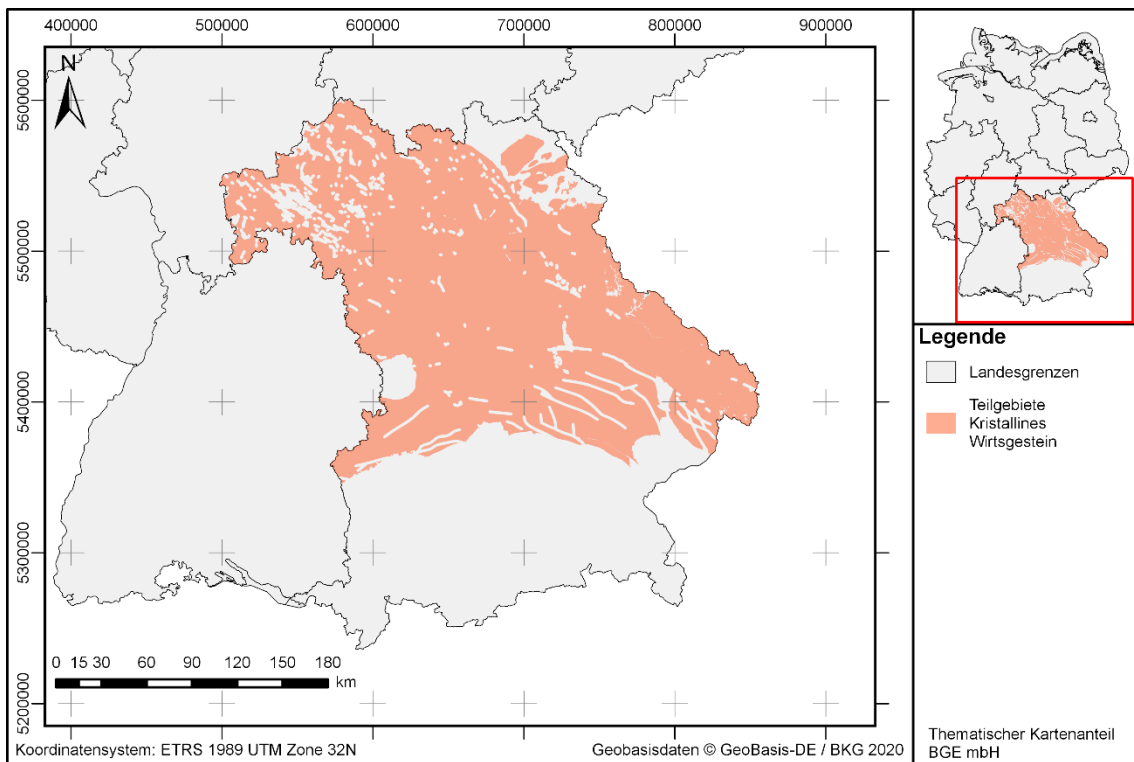 400000 500000 600000 700000 800000 900000
N
5600000
5500000
5400000
5300000
5200000
0 15 30 60 90 120 150 180
km
Koordinatensystem: ETRS 1989 UTM Zone 32N
Geobasisdaten © GeoBasis-DE / BKG 2020
Legende
Landesgrenzen
Teilgebiete
Kristallines
Wirtsgestein
Thematischer Kartenanteil
BGE mbH